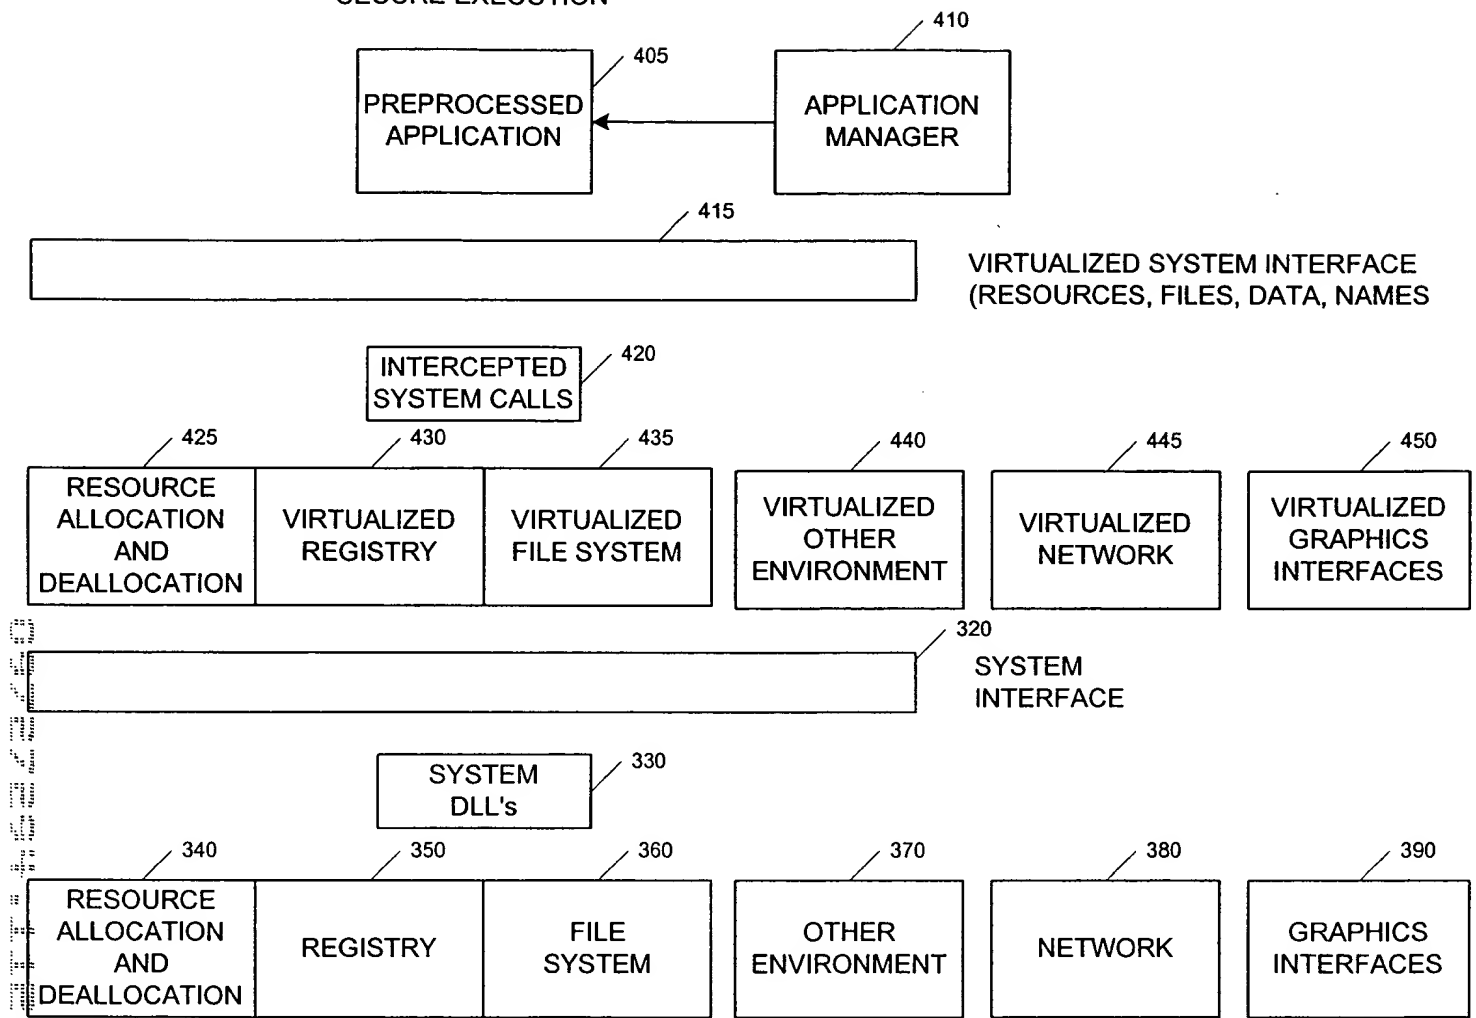 410
405
PREPROCESSED
APPLICATION
APPLICATION
MANAGER
415
VIRTUALIZED SYSTEM INTERFACE
(RESOURCES, FILES, DATA, NAMES
INTERCEPTED
SYSTEM CALLS
420
425
430
435
440
445
450
RESOURCE
ALLOCATION
AND
DEALLOCATION
VIRTUALIZED
REGISTRY
VIRTUALIZED
FILE SYSTEM
VIRTUALIZED
OTHER
ENVIRONMENT
VIRTUALIZED
NETWORK
VIRTUALIZED
GRAPHICS
INTERFACES
320
SYSTEM
INTERFACE
SYSTEM
DLL's
330
340
350
360
370
380
390
RESOURCE
ALLOCATION
AND
DEALLOCATION
REGISTRY
FILE
SYSTEM
OTHER
ENVIRONMENT
NETWORK
GRAPHICS
INTERFACES